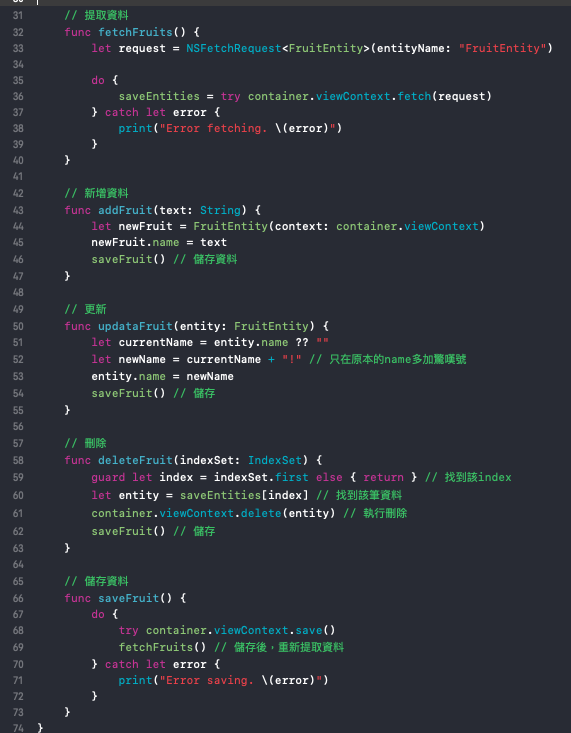 31 // 提取資料
32 func fetchFruits() {
33 let request = NSFetchRequest<FruitEntity>(entityName: "FruitEntity")
34
35 do {
36 saveEntities = try container.viewContext.fetch(request)
37 } catch let error {
38 print("Error fetching. \(error)")
39 }
40 }
41
42 // 新增資料
43 func addFruit(text: String) {
44 let newFruit = FruitEntity(context: container.viewContext)
45 newFruit.name = text
46 saveFruit() // 儲存資料
47 }
48
49 // 更新
50 func updataFruit(entity: FruitEntity) {
51 let currentName = entity.name ?? ""
52 let newName = currentName + "!" // 只在原本的name多加驚嘆號
53 entity.name = newName
54 saveFruit() // 儲存
55 }
56
57 // 刪除
58 func deleteFruit(indexSet: IndexSet) {
59 guard let index = indexSet.first else { return } // 找到該index
60 let entity = saveEntities[index] // 找到該筆資料
61 container.viewContext.delete(entity) // 執行刪除
62 saveFruit() // 儲存
63 }
64
65 // 儲存資料
66 func saveFruit() {
67 do {
68 try container.viewContext.save()
69 fetchFruits() // 儲存後，重新提取資料
70 } catch let error {
71 print("Error saving. \(error)")
72 }
73 }
74 }